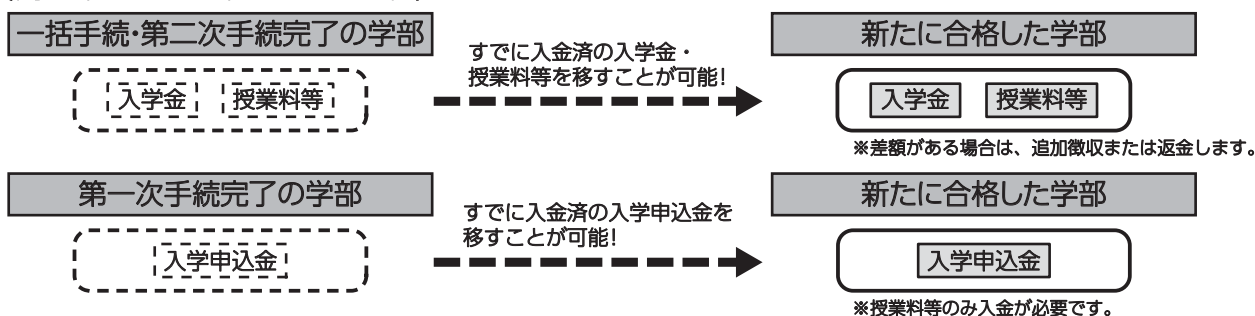 一括手続・第二次手続完了の学部
すでに入金済の入学金・
授業料等を移すことが可能!
新たに合格した学部
入学金 授業料等
入学金 授業料等
※差額がある場合は、追加徴収または返金します。
第一次手続完了の学部
すでに入金済の入学申込金を
移すことが可能!
新たに合格した学部
入学申込金
入学申込金
※授業料等のみ入金が必要です。